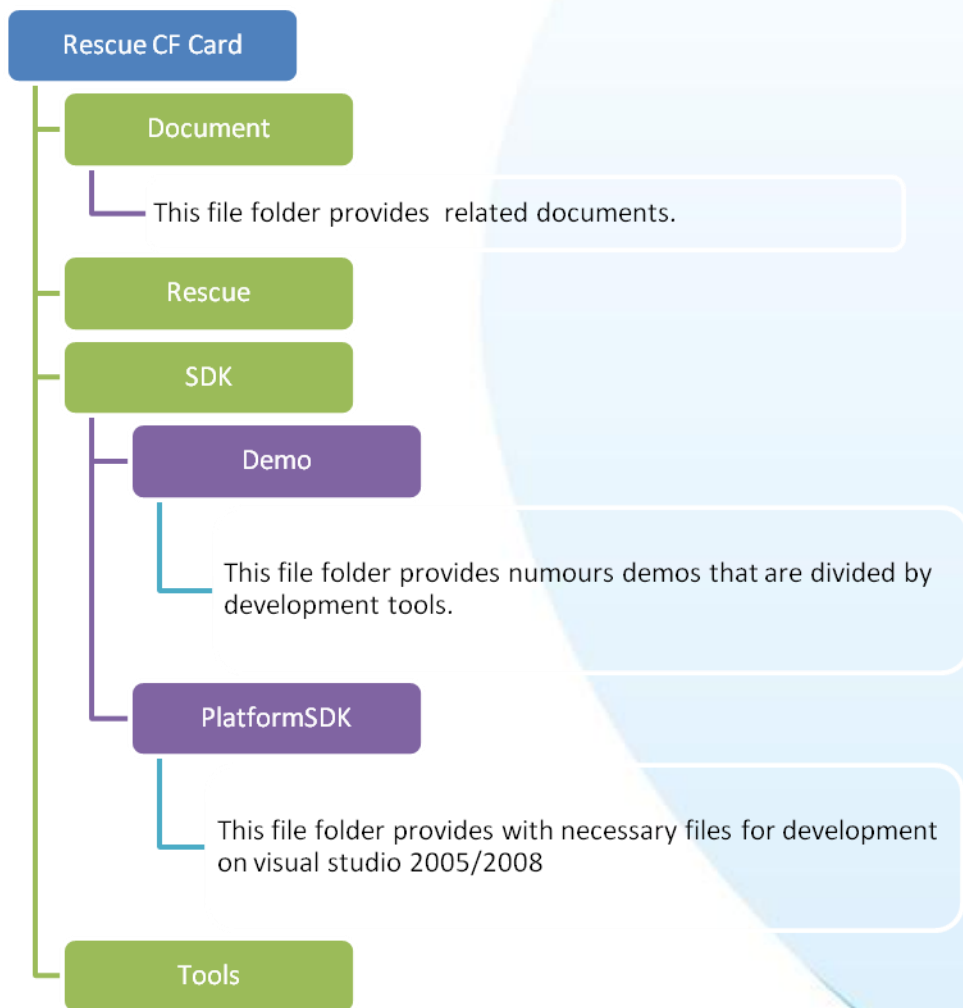 Rescue CF Card
Document
This file folder provides related documents.
Rescue
SDK
Demo
This file folder provides numours demos that are divided by
development tools.
PlatformSDK
This file folder provides with necessary files for development
on visual studio 2005/2008
Tools